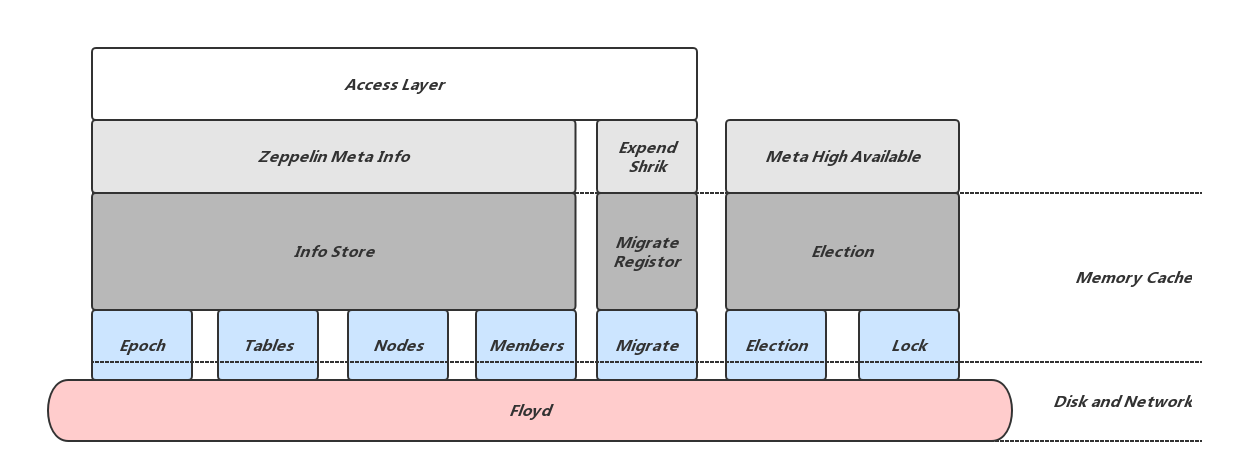 Access Layer
Zeppelin Meta Info
Expend
Shrik
Meta High Available
Info Store
Migrate
Registor
Election
Memory Cache
Epoch
Tables
Nodes
Members
Migrate
Election
Lock
Disk and Network
Floyd